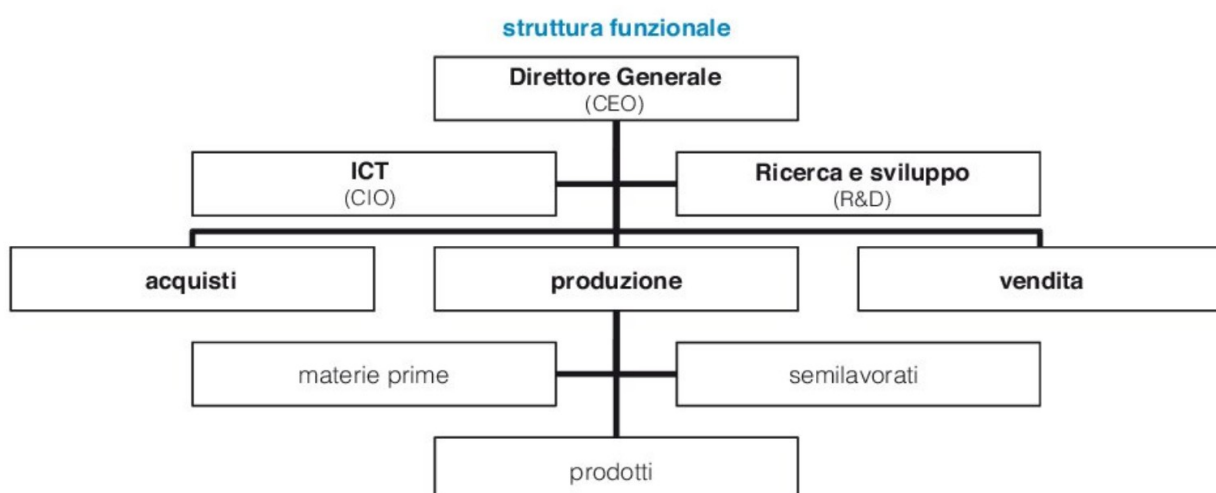 struttura funzionale
Direttore Generale
(CEO)
ICT
(CIO)
Ricerca e sviluppo
(R&D)
acquisti
produzione
vendita
materie prime
semilavorati
prodotti